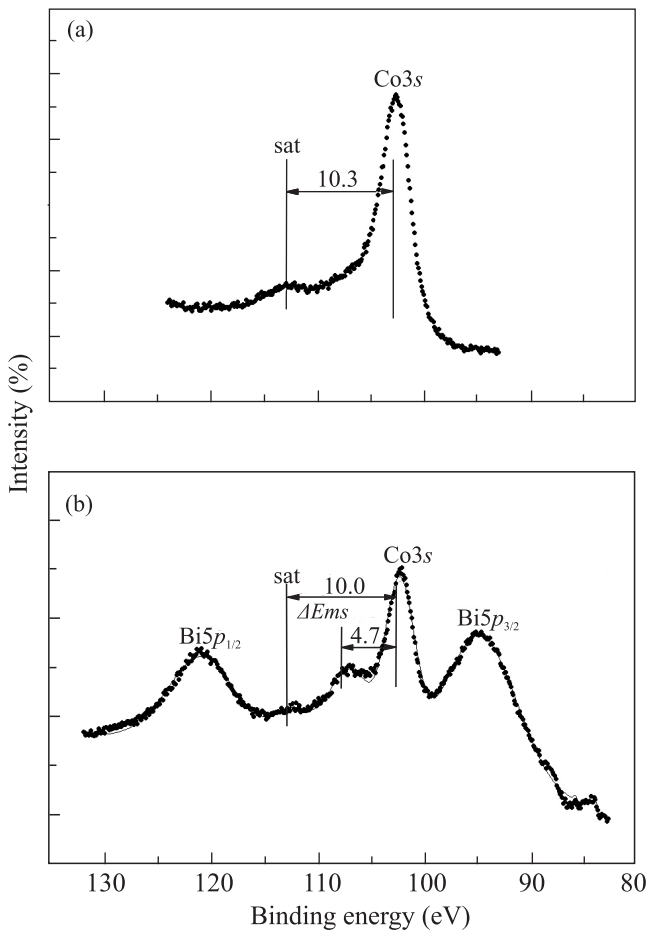 (a)
Co3s
sat
10.3
Intensity (%)
(b)
Co3s
sat
10.0
ΔEms
4.7
Bi5p1/2
Bi5p3/2
130 120 110 100 90 80
Binding energy (eV)